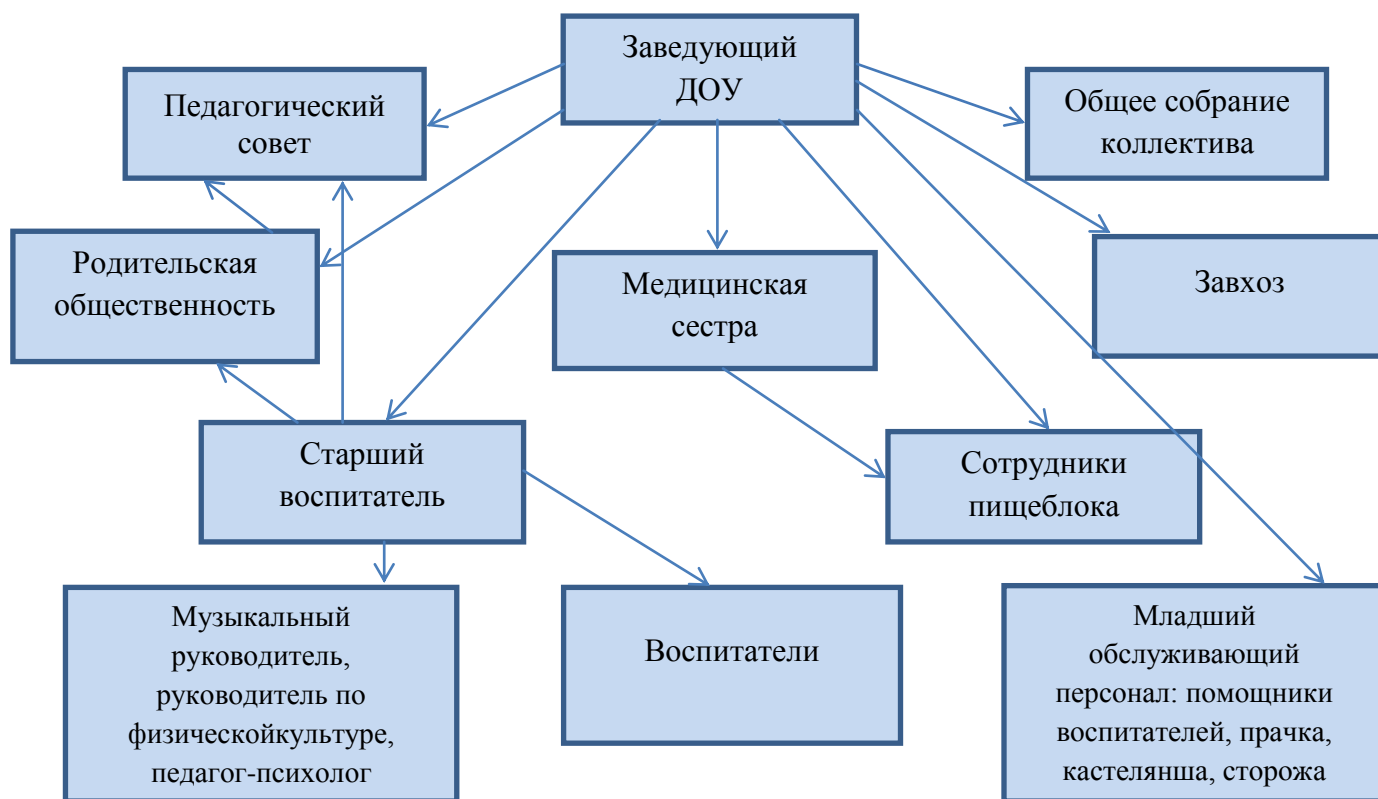 Заведующий
ДОУ
Педагогический
совет
Общее собрание
коллектива
Родительская
общественность
Медицинская
сестра
Завхоз
Старший
воспитатель
Сотрудники
пищеблока
Музыкальный
руководитель,
руководитель по
физическойкультуре,
педагог-психолог
Воспитатели
Младший
обслуживающий
персонал: помощники
воспитателей, прачка,
кастелянша, сторожа